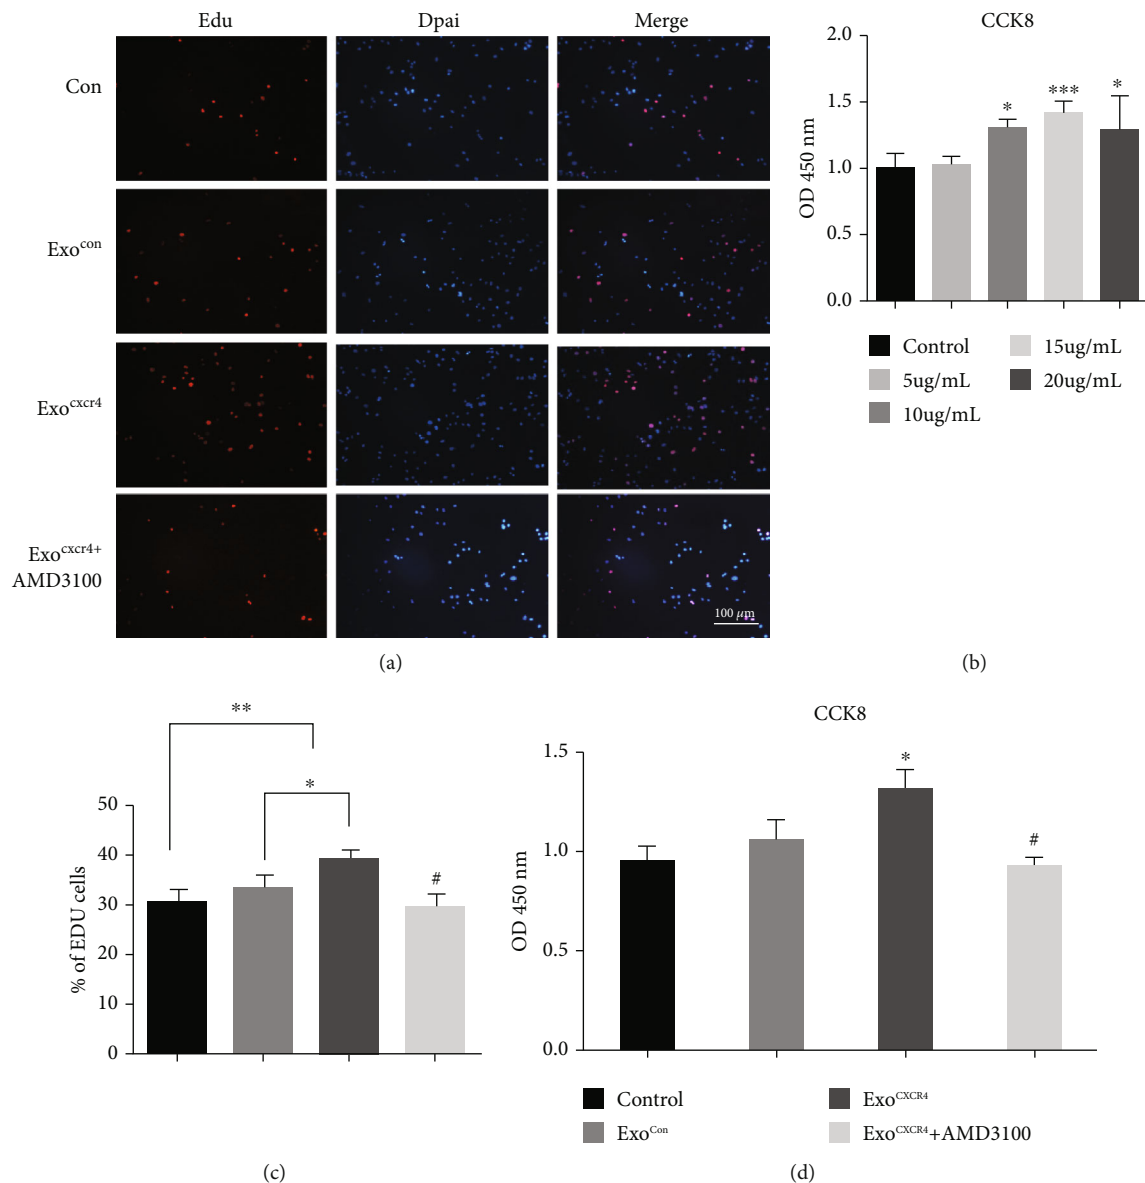 Edu Dpai Merge
Con
Exo^con
Exo^cxcr4
Exo^cxcr4+
AMD3100
100 μm
(a)
CCK8
2.0
1.5
1.0
0.5
0.0
OD 450 nm
*
***
*
Control
5ug/mL
10ug/mL
15ug/mL
20ug/mL
(b)
**
*
#
50
40
30
20
10
0
% of EDU cells
(c)
CCK8
1.5
1.0
0.5
0.0
OD 450 nm
*
#
Control
Exo^Con
Exo^CXCR4
Exo^CXCR4+AMD3100
(d)